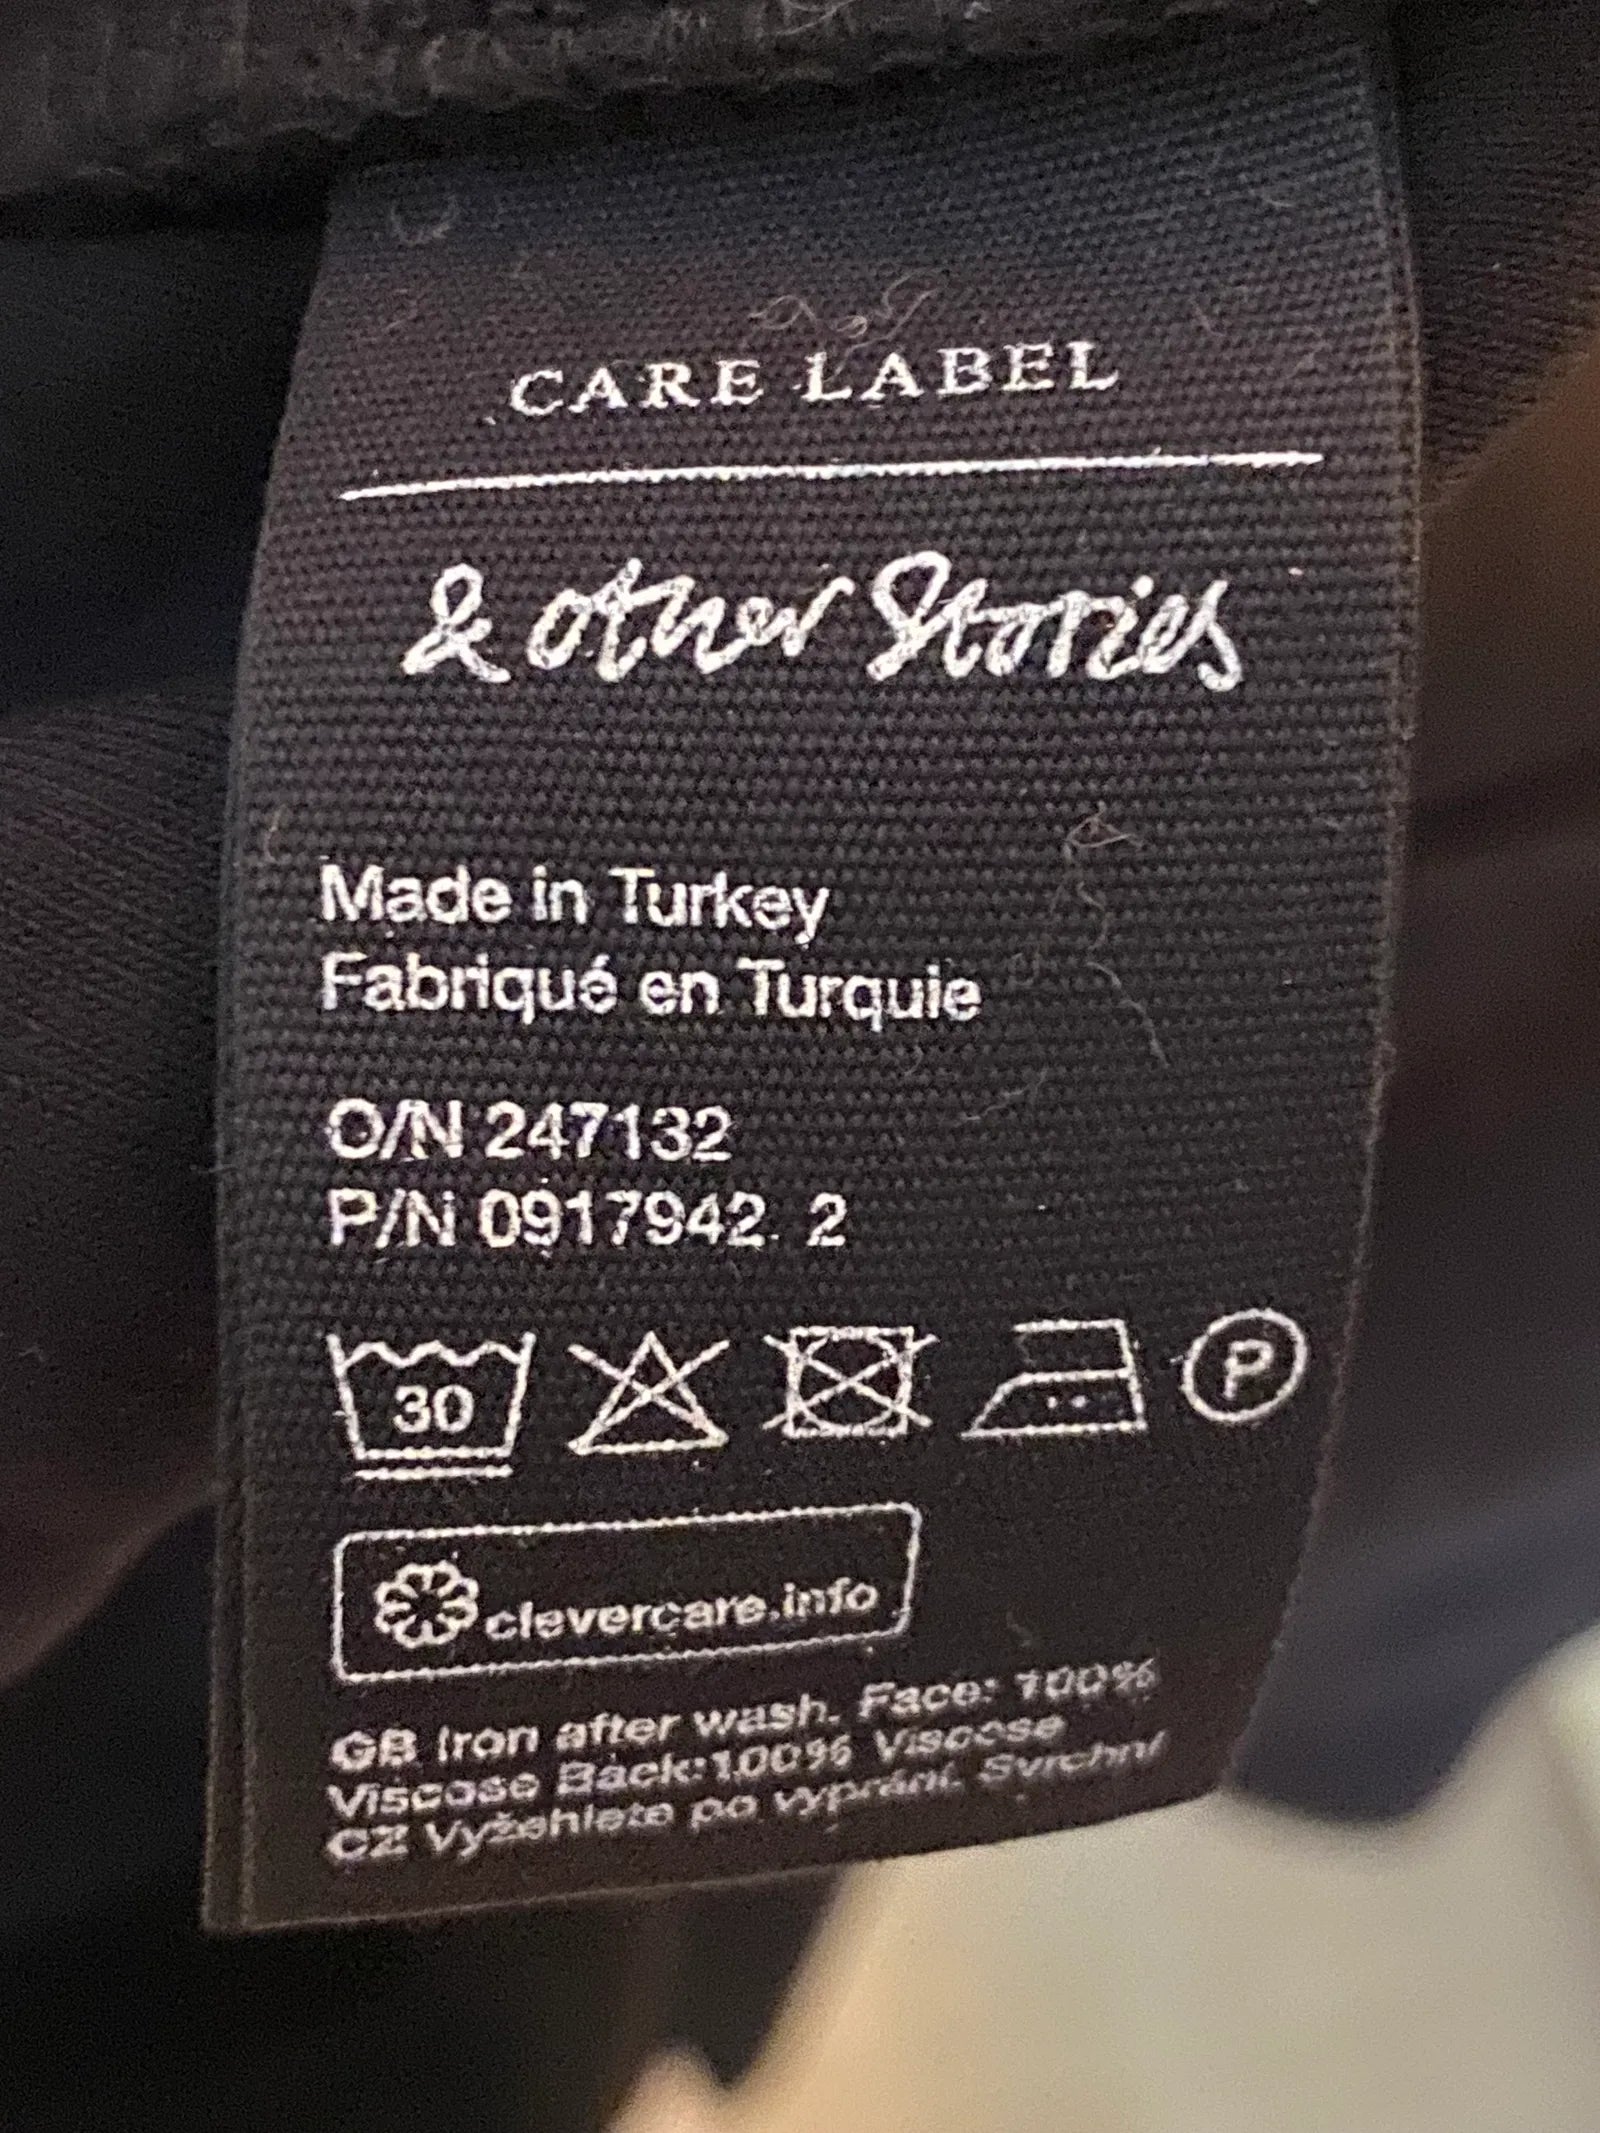 CARE LABEL
& other Stories
Made in Turkey
Fabriqué en Turquie
O/N 247132
P/N 0917942. 2
30
P
clevercare.info
GB Iron after wash. Face: 100%
Viscose Back:100% Viscose
CZ Vyžehlete po vyprání. Svrchní